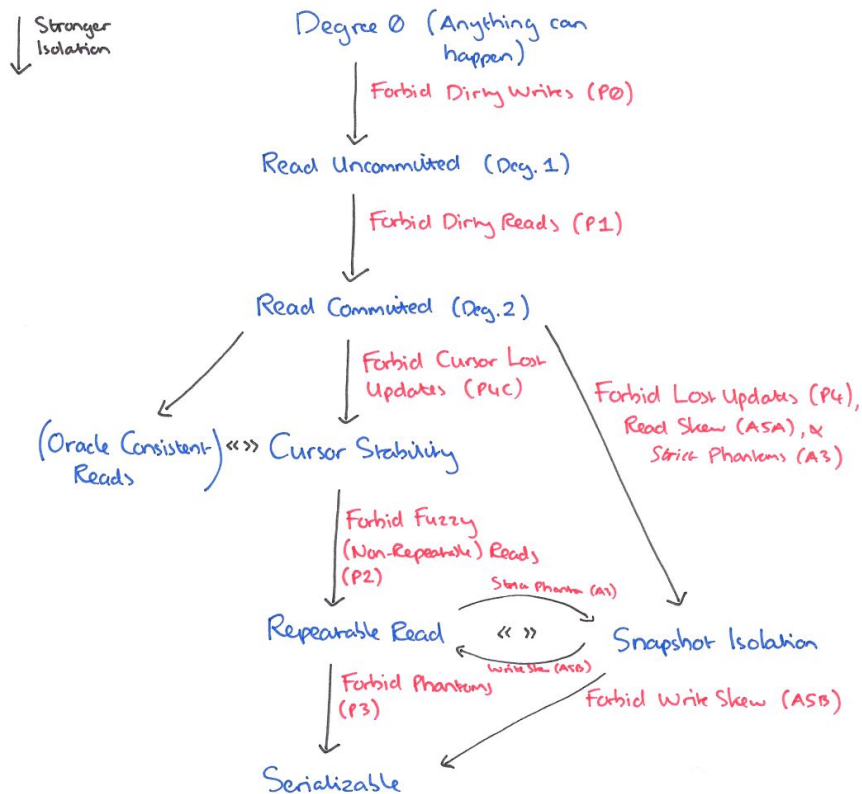 Stronger
Isolation
Degree 0 (Anything can
happen)
Forbid Dirty Writes (P0)
Read Uncommitted (Deg. 1)
Forbid Dirty Reads (P1)
Read Committed (Deg. 2)
Forbid Cursor Lost
Updates (P4C)
Forbid Lost Updates (P4),
Read Skew (A5A), &
Strict Phantoms (A3)
(Oracle Consistent
Reads)
«»
Cursor Stability
Forbid Fuzzy
(Non-Repeatable) Reads
(P2)
Strict Phantom (A3)
Repeatable Read
«»
Snapshot Isolation
Write Skew (A5B)
Forbid Phantoms
(P3)
Forbid Write Skew (A5B)
Serializable